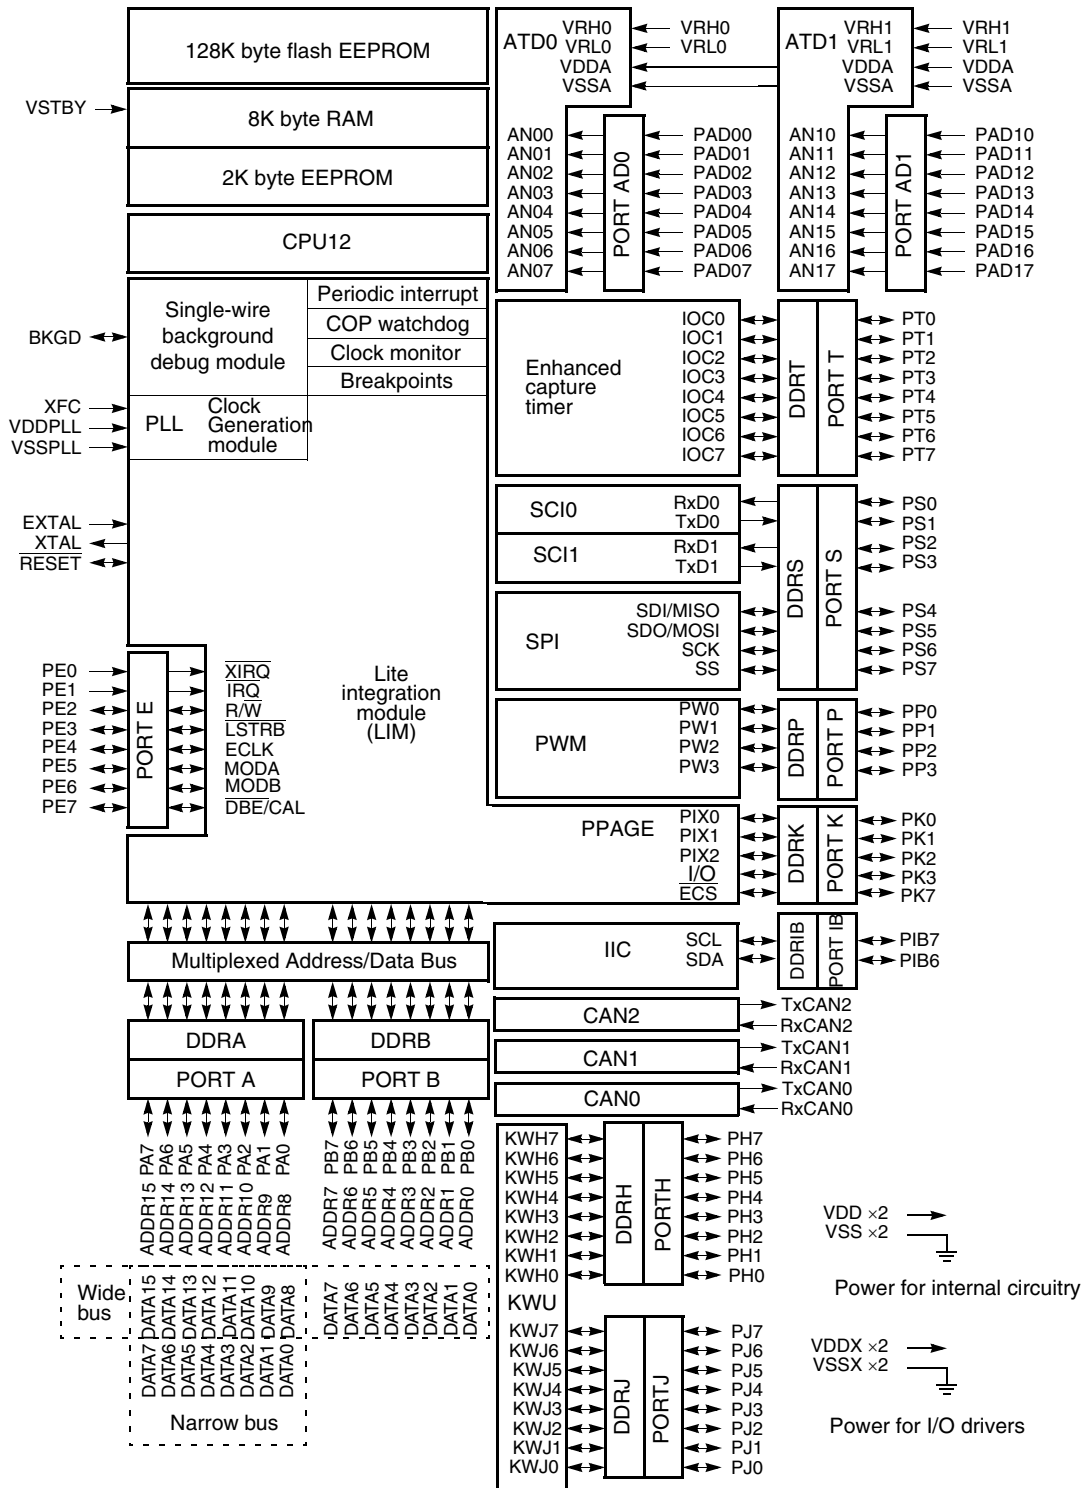 128K byte flash EEPROM
VSTBY
8K byte RAM
2K byte EEPROM
CPU12
Single-wire
background
debug module
Periodic interrupt
COP watchdog
Clock monitor
Breakpoints
BKGD
XFC
VDDPLL
VSSPLL
PLL
Clock
Generation
module
EXTAL
XTAL
RESET
PE0
PE1
PE2
PE3
PE4
PE5
PE6
PE7
PORT E
XIRQ
IRQ
R/W
LSTRB
ECLK
MODA
MODB
DBE/CAL
Lite
integration
module
(LIM)
ATD0
VRH0
VRL0
VDDA
VSSA
VRH0
VRL0
AN00
AN01
AN02
AN03
AN04
AN05
AN06
AN07
PORT AD0
PAD00
PAD01
PAD02
PAD03
PAD04
PAD05
PAD06
PAD07
ATD1
VRH1
VRL1
VDDA
VSSA
VRH1
VRL1
VDDA
VSSA
AN10
AN11
AN12
AN13
AN14
AN15
AN16
AN17
PORT AD1
PAD10
PAD11
PAD12
PAD13
PAD14
PAD15
PAD16
PAD17
Enhanced
capture
timer
IOC0
IOC1
IOC2
IOC3
IOC4
IOC5
IOC6
IOC7
DDRT
PORT T
PT0
PT1
PT2
PT3
PT4
PT5
PT6
PT7
SCI0
RxD0
TxD0
SCI1
RxD1
TxD1
SPI
SDI/MISO
SDO/MOSI
SCK
SS
DDRS
PORT S
PS0
PS1
PS2
PS3
PS4
PS5
PS6
PS7
PWM
PW0
PW1
PW2
PW3
DDRP
PORT P
PP0
PP1
PP2
PP3
PPAGE
PIX0
PIX1
PIX2
I/O
ECS
DDRK
PORT K
PK0
PK1
PK2
PK3
PK7
IIC
SCL
SDA
DDRIB
PORT IB
PIB7
PIB6
CAN2
TxCAN2
RxCAN2
CAN1
TxCAN1
RxCAN1
CAN0
TxCAN0
RxCAN0
Multiplexed Address/Data Bus
DDRA
PORT A
DDRB
PORT B
PA7
PA6
PA5
PA4
PA3
PA2
PA1
PA0
PB7
PB6
PB5
PB4
PB3
PB2
PB1
PB0
ADDR15
ADDR14
ADDR13
ADDR12
ADDR11
ADDR10
ADDR9
ADDR8
ADDR7
ADDR6
ADDR5
ADDR4
ADDR3
ADDR2
ADDR1
ADDR0
Wide
bus
DATA15
DATA14
DATA13
DATA12
DATA11
DATA10
DATA9
DATA8
DATA7
DATA6
DATA5
DATA4
DATA3
DATA2
DATA1
DATA0
DATA7
DATA6
DATA5
DATA4
DATA3
DATA2
DATA1
DATA0
Narrow bus
KWH7
KWH6
KWH5
KWH4
KWH3
KWH2
KWH1
KWH0
DDRH
PORTH
PH7
PH6
PH5
PH4
PH3
PH2
PH1
PH0
KWU
KWJ7
KWJ6
KWJ5
KWJ4
KWJ3
KWJ2
KWJ1
KWJ0
DDRJ
PORTJ
PJ7
PJ6
PJ5
PJ4
PJ3
PJ2
PJ1
PJ0
VDD ×2
VSS ×2
Power for internal circuitry
VDDX ×2
VSSX ×2
Power for I/O drivers